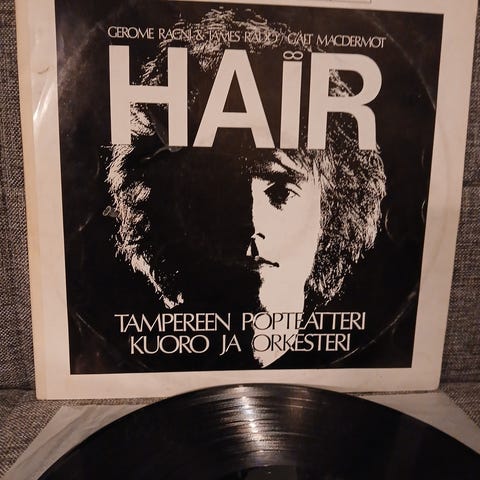 GEROME RAGNI & JAMES RADO / GALT MACDERMOT
HAÏR
TAMPEREEN POPTEATTERI
KUORO JA ORKESTERI